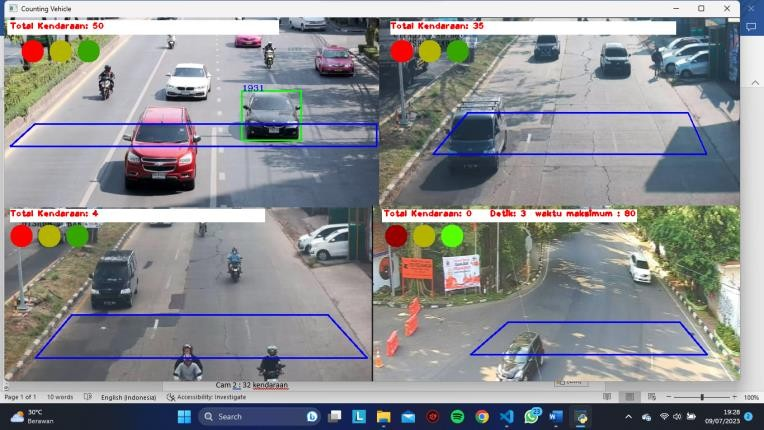 Counting Vehicle
Total Kendaraan: 50
Total Kendaraan: 35
1931
Total Kendaraan: 4
Total Kendaraan: 0 Detik: 3 waktu maksimum : 80
Cam 2 : 32 kendaraan
Page 1 of 1 10 words English (Indonesia) Accessibility: Investigate 100%
30°C
Berawan
Search
23
19:28
09/07/2023
2